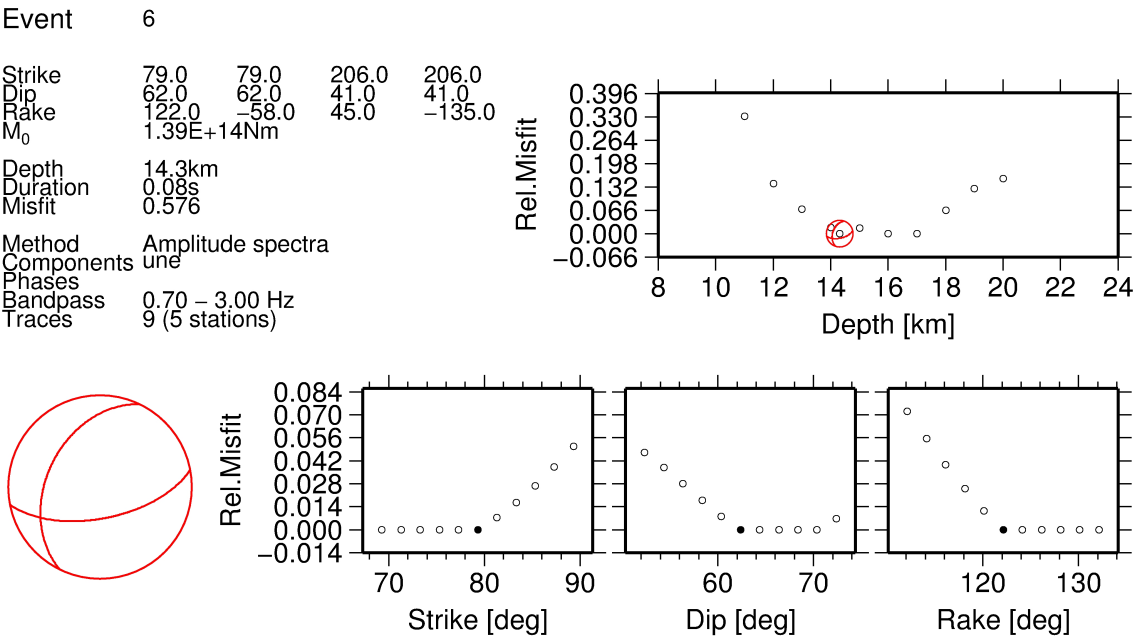 Event 6
Strike 79.0 79.0 206.0 206.0
Dip 62.0 62.0 41.0 41.0
Rake 122.0 −58.0 45.0 −135.0
M0 1.39E+14Nm
Depth 14.3km
Duration 0.08s
Misfit 0.576
Method Amplitude spectra
Components une
Phases
Bandpass 0.70 − 3.00 Hz
Traces 9 (5 stations)
Rel.Misfit
0.396
0.330
0.264
0.198
0.132
0.066
0.000
−0.066
8 10 12 14 16 18 20 22 24
Depth [km]
Rel.Misfit
0.084
0.070
0.056
0.042
0.028
0.014
0.000
−0.014
70 80 90
Strike [deg]
60 70
Dip [deg]
120 130
Rake [deg]